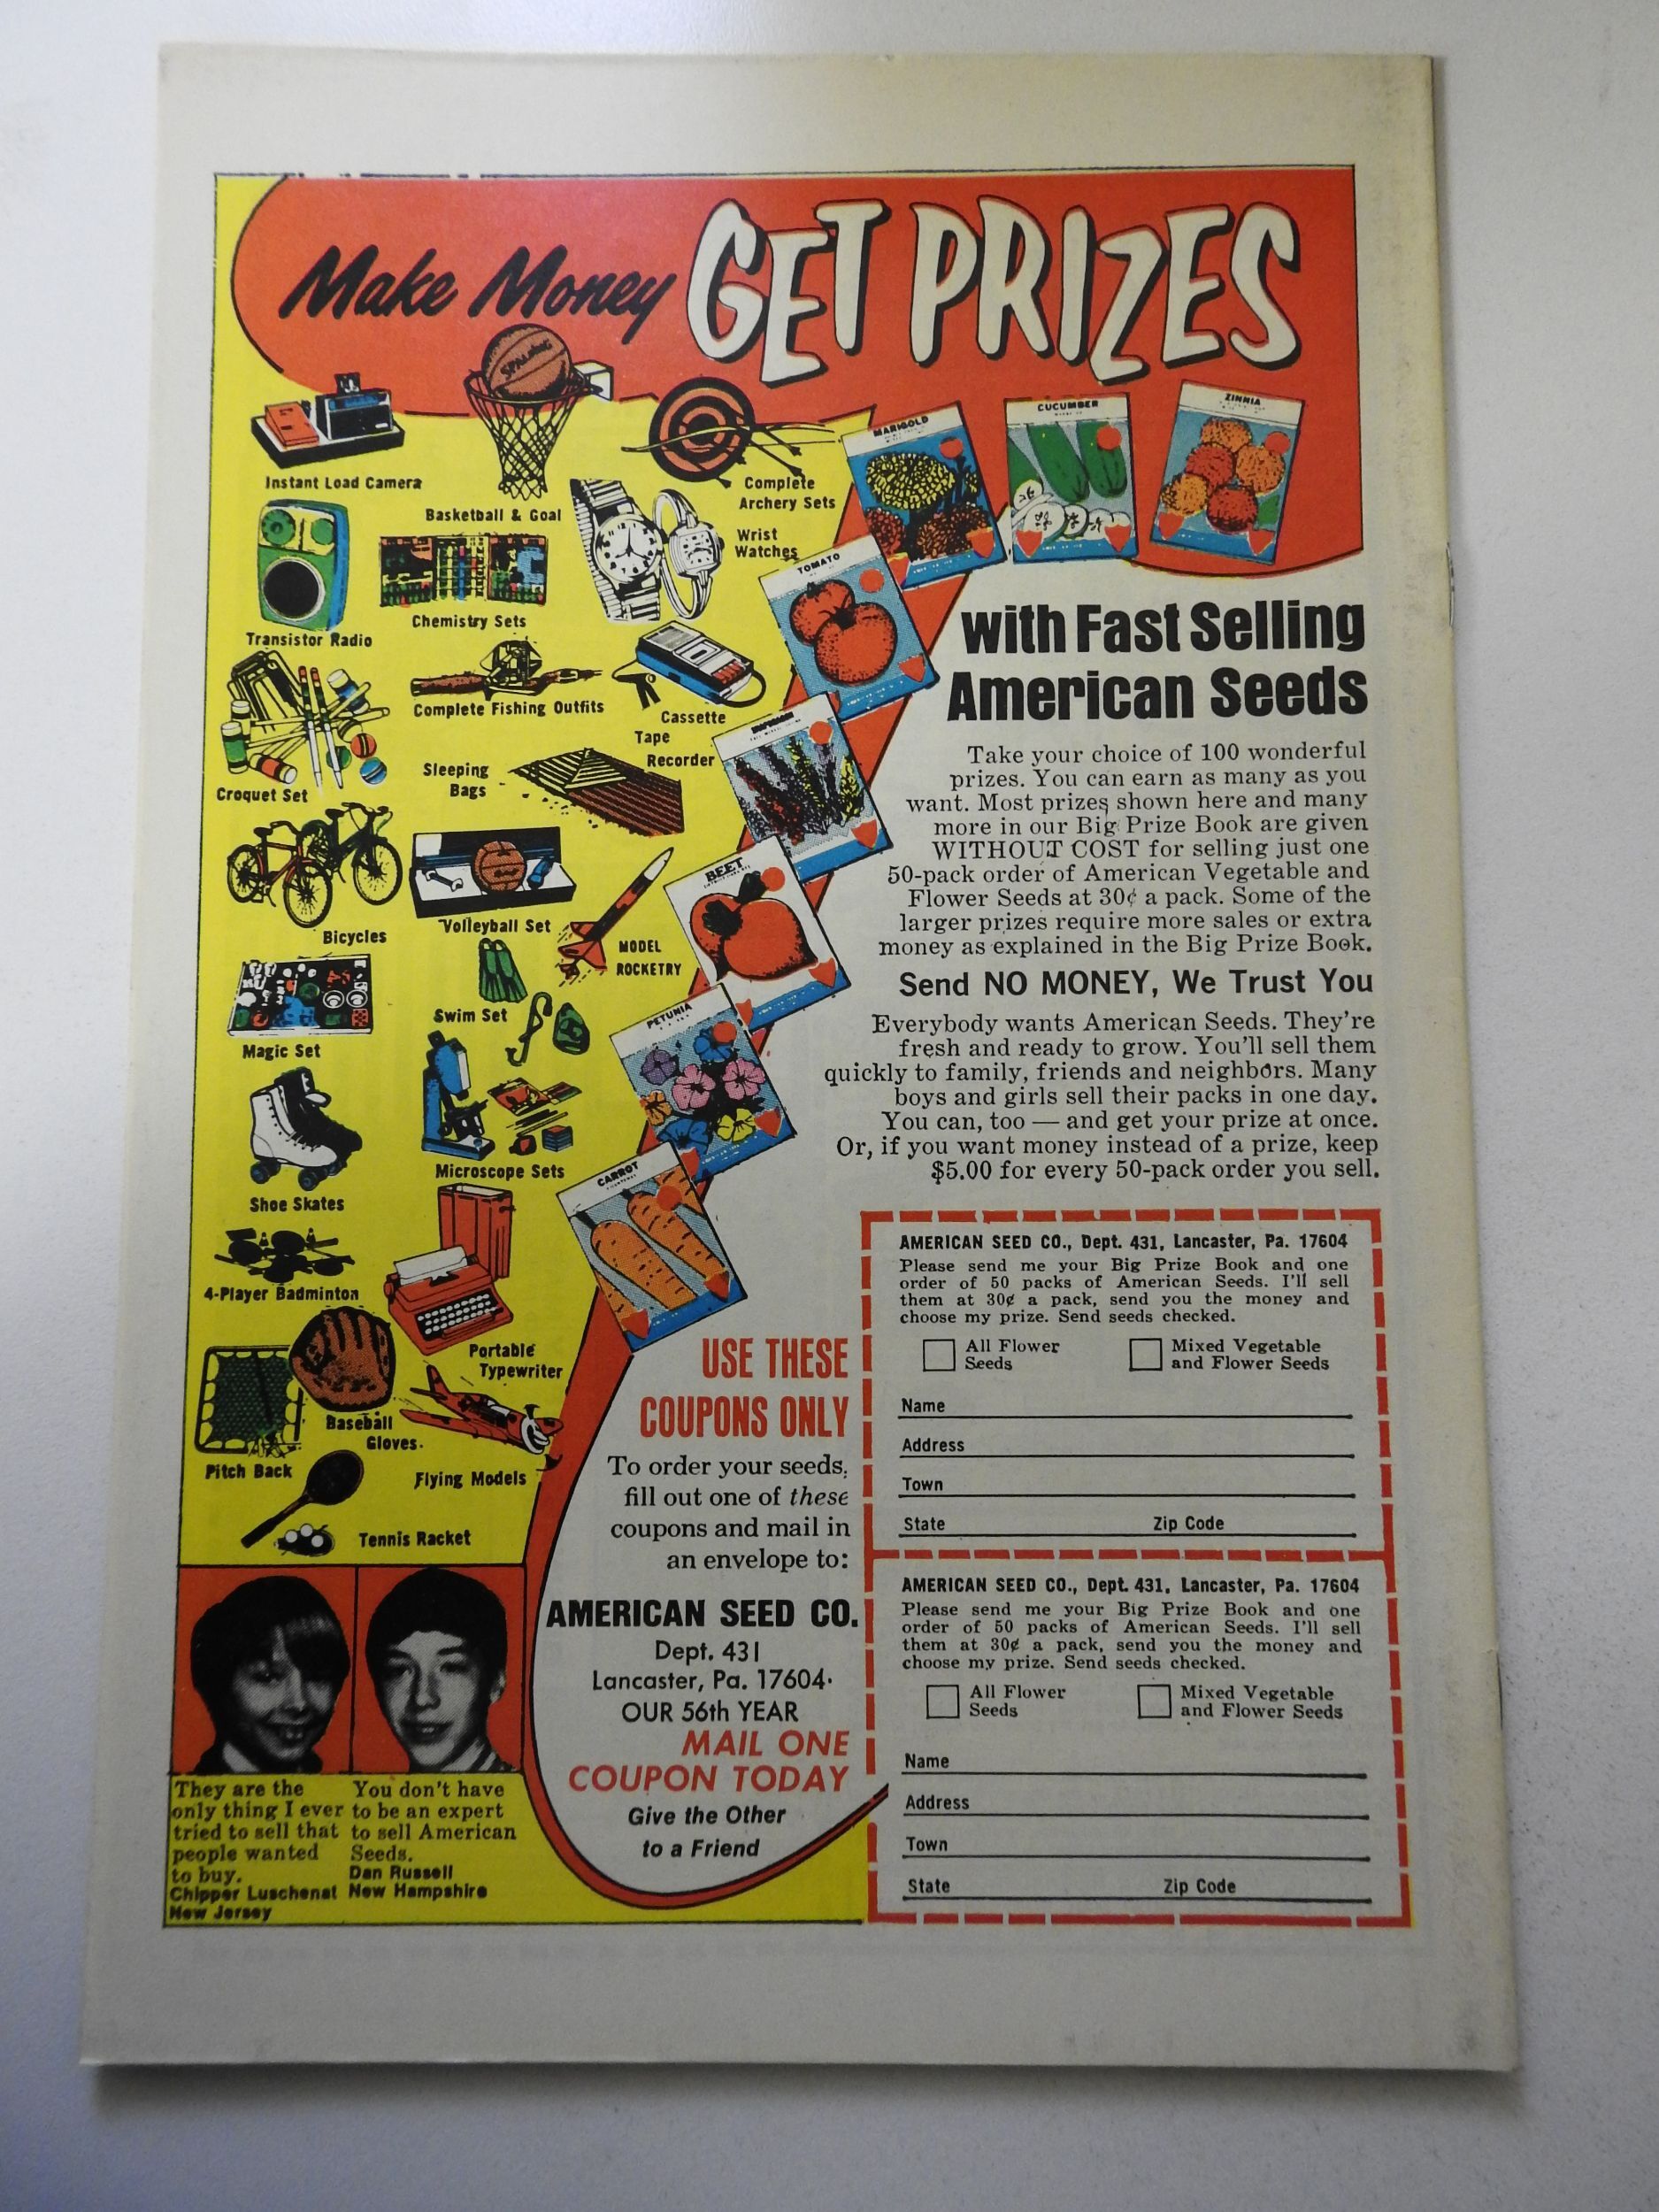 Make Money GET PRIZES
SPALDING
Instant Load Camera
Basketball & Goal
Complete
Archery Sets
Wrist
Watches
Transistor Radio
Chemistry Sets
Complete Fishing Outfits
Cassette
Tape
Recorder
Croquet Set
Sleeping
Bags
Bicycles
Volleyball Set
MODEL
ROCKETRY
Magic Set
Swim Set
Shoe Skates
Microscope Sets
4-Player Badminton
Portable
Typewriter
Baseball
Gloves.
Pitch Back
Flying Models
Tennis Racket
MARIGOLD
CUCUMBER
ZINNIA
TOMATO
BEET
PETUNIA
CARROT
with Fast Selling
American Seeds
Take your choice of 100 wonderful
prizes. You can earn as many as you
want. Most prizes shown here and many
more in our Big Prize Book are given
WITHOUT COST for selling just one
50-pack order of American Vegetable and
Flower Seeds at 30¢ a pack. Some of the
larger prizes require more sales or extra
money as explained in the Big Prize Book.
Send NO MONEY, We Trust You
Everybody wants American Seeds. They're
fresh and ready to grow. You'll sell them
quickly to family, friends and neighbors. Many
boys and girls sell their packs in one day.
You can, too — and get your prize at once.
Or, if you want money instead of a prize, keep
$5.00 for every 50-pack order you sell.
USE THESE
COUPONS ONLY
To order your seeds,
fill out one of these
coupons and mail in
an envelope to:
AMERICAN SEED CO.
Dept. 431
Lancaster, Pa. 17604
OUR 56th YEAR
MAIL ONE
COUPON TODAY
Give the Other
to a Friend
AMERICAN SEED CO., Dept. 431, Lancaster, Pa. 17604
Please send me your Big Prize Book and one
order of 50 packs of American Seeds. I'll sell
them at 30¢ a pack, send you the money and
choose my prize. Send seeds checked.
All Flower
Seeds
Mixed Vegetable
and Flower Seeds
Name
Address
Town
State Zip Code
AMERICAN SEED CO., Dept. 431, Lancaster, Pa. 17604
Please send me your Big Prize Book and one
order of 50 packs of American Seeds. I'll sell
them at 30¢ a pack, send you the money and
choose my prize. Send seeds checked.
All Flower
Seeds
Mixed Vegetable
and Flower Seeds
Name
Address
Town
State Zip Code
They are the
only thing I ever
tried to sell that
people wanted
to buy.
Chipper Luschenat
New Jersey
You don't have
to be an expert
to sell American
Seeds.
Dan Russell
New Hampshire